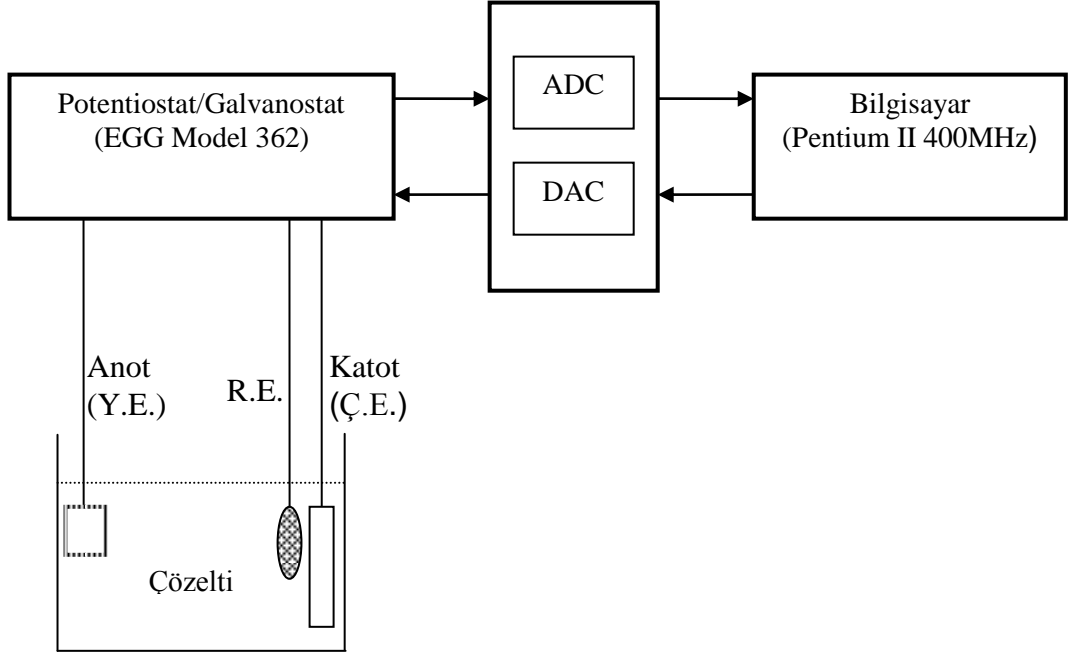 Potentiostat/Galvanostat
(EGG Model 362)
ADC
DAC
Bilgisayar
(Pentium II 400MHz)
Anot
(Y.E.)
R.E.
Katot
(Ç.E.)
Çözelti